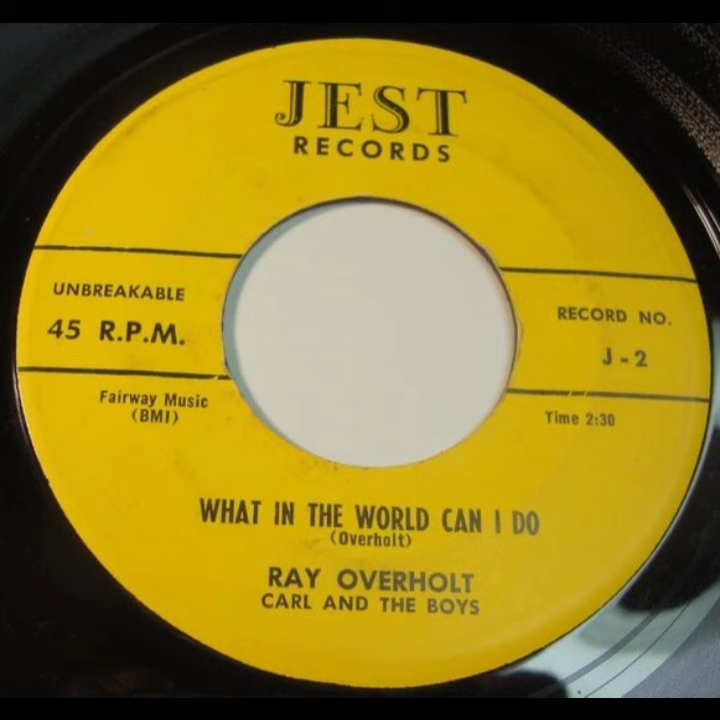 JEST
RECORDS
UNBREAKABLE
45 R.P.M.
RECORD NO.
J-2
Fairway Music
(BMI)
Time 2:30
WHAT IN THE WORLD CAN I DO
(Overholt)
RAY OVERHOLT
CARL AND THE BOYS